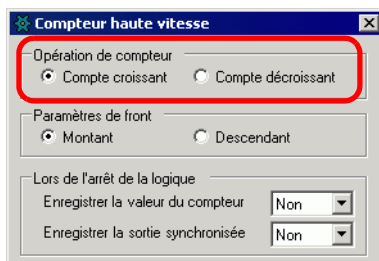 Compteur haute vitesse
Opération de compteur
Compte croissant Compte décroissant
Paramètres de front
Montant Descendant
Lors de l'arrêt de la logique
Enregistrer la valeur du compteur Non
Enregistrer la sortie synchronisée Non